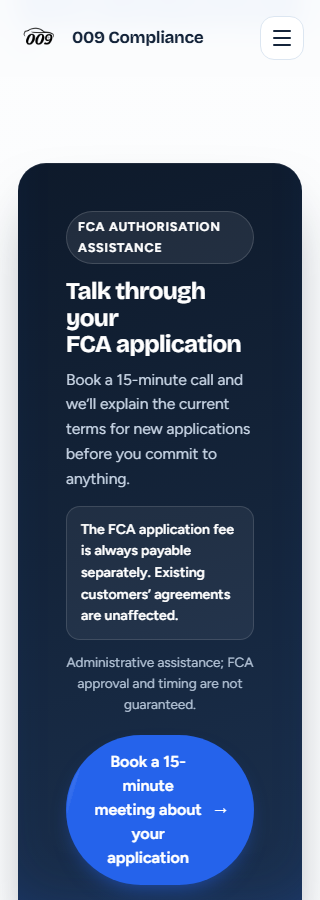 009 009 Compliance
FCA AUTHORISATION
ASSISTANCE
Talk through
your
FCA application
Book a 15-minute call and
we’ll explain the current
terms for new applications
before you commit to
anything.
The FCA application fee
is always payable
separately. Existing
customers’ agreements
are unaffected.
Administrative assistance; FCA
approval and timing are not
guaranteed.
Book a 15-
minute
meeting about →
your
application